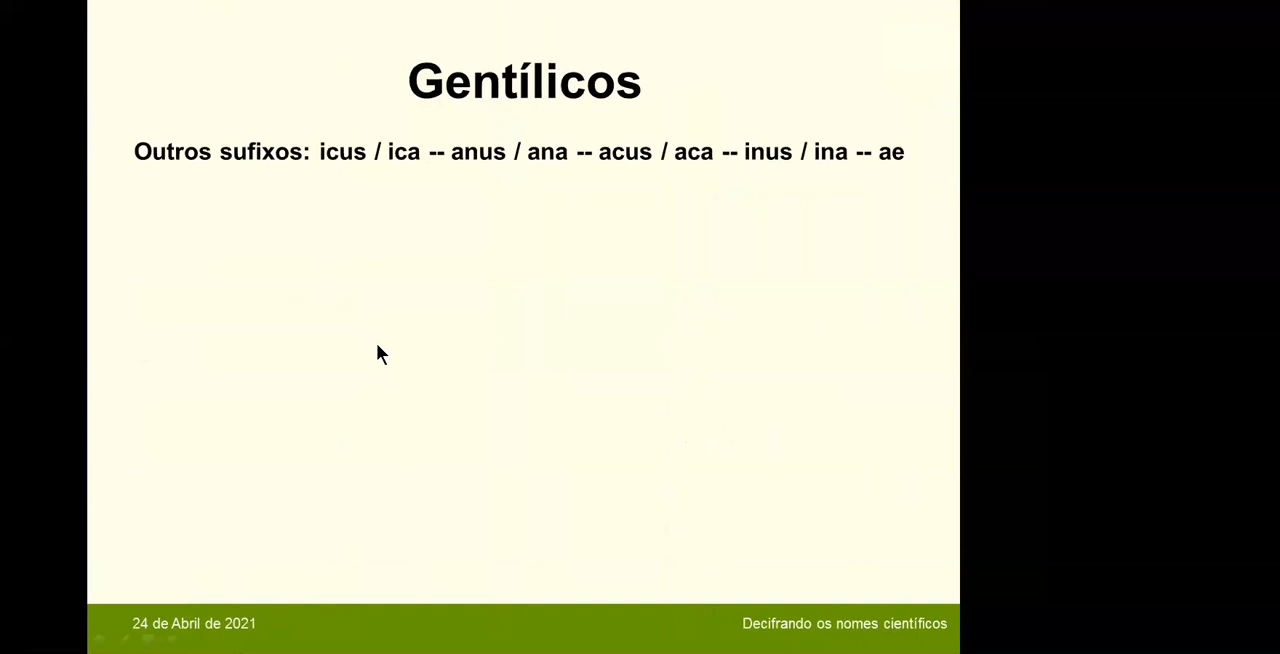 Gentílicos
Outros sufixos: icus / ica -- anus / ana -- acus / aca -- inus / ina -- ae
24 de Abril de 2021
Decifrando os nomes científicos